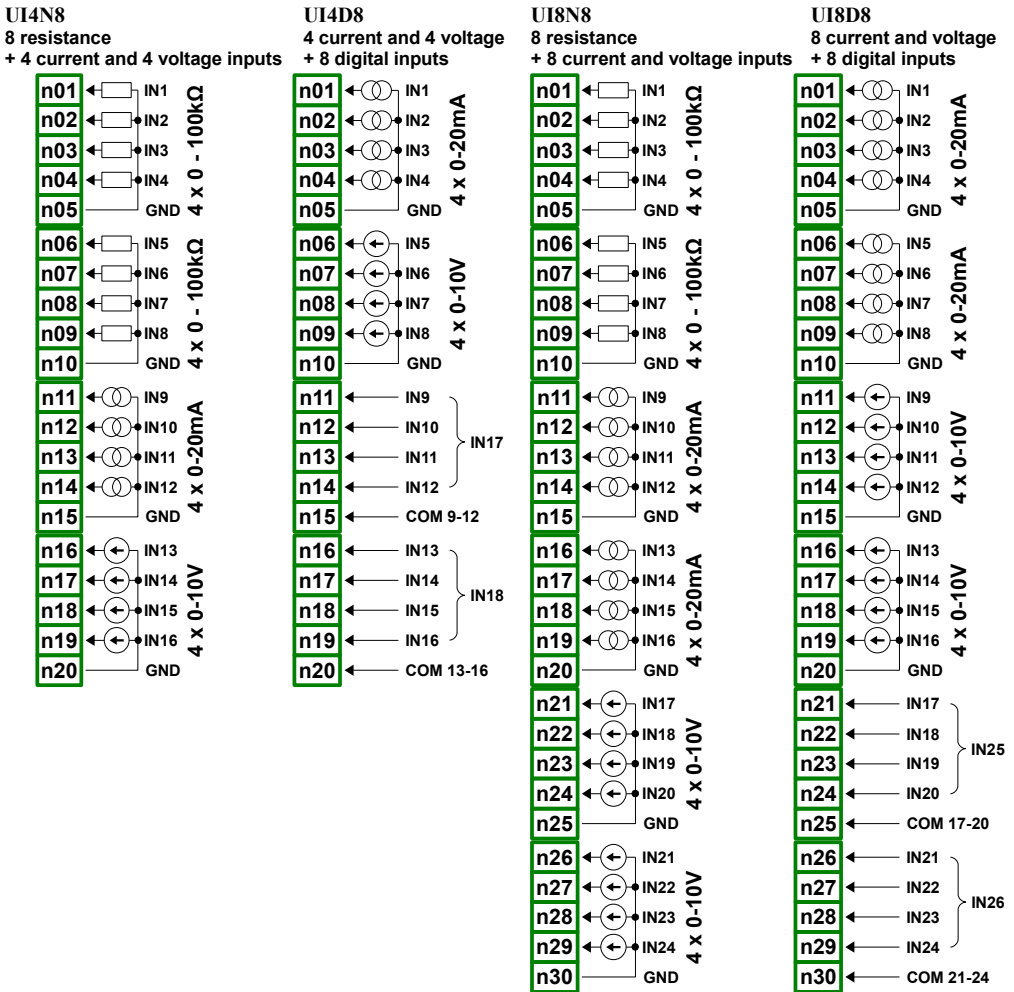 UI4N8
8 resistance
+ 4 current and 4 voltage inputs
n01 IN1
n02 IN2
n03 IN3
n04 IN4
n05 GND
4 x 0 - 100kΩ
n06 IN5
n07 IN6
n08 IN7
n09 IN8
n10 GND
4 x 0 - 100kΩ
n11 IN9
n12 IN10
n13 IN11
n14 IN12
n15 GND
4 x 0-20mA
n16 IN13
n17 IN14
n18 IN15
n19 IN16
n20 GND
4 x 0-10V
UI4D8
4 current and 4 voltage
+ 8 digital inputs
n01 IN1
n02 IN2
n03 IN3
n04 IN4
n05 GND
4 x 0-20mA
n06 IN5
n07 IN6
n08 IN7
n09 IN8
n10 GND
4 x 0-10V
n11 IN9
n12 IN10
n13 IN11
n14 IN12
IN17
n15 COM 9-12
n16 IN13
n17 IN14
n18 IN15
n19 IN16
IN18
n20 COM 13-16
UI8N8
8 resistance
+ 8 current and voltage inputs
n01 IN1
n02 IN2
n03 IN3
n04 IN4
n05 GND
4 x 0 - 100kΩ
n06 IN5
n07 IN6
n08 IN7
n09 IN8
n10 GND
4 x 0 - 100kΩ
n11 IN9
n12 IN10
n13 IN11
n14 IN12
n15 GND
4 x 0-20mA
n16 IN13
n17 IN14
n18 IN15
n19 IN16
n20 GND
4 x 0-20mA
n21 IN17
n22 IN18
n23 IN19
n24 IN20
n25 GND
4 x 0-10V
n26 IN21
n27 IN22
n28 IN23
n29 IN24
n30 GND
4 x 0-10V
UI8D8
8 current and voltage
+ 8 digital inputs
n01 IN1
n02 IN2
n03 IN3
n04 IN4
n05 GND
4 x 0-20mA
n06 IN5
n07 IN6
n08 IN7
n09 IN8
n10 GND
4 x 0-20mA
n11 IN9
n12 IN10
n13 IN11
n14 IN12
n15 GND
4 x 0-10V
n16 IN13
n17 IN14
n18 IN15
n19 IN16
n20 GND
4 x 0-10V
n21 IN17
n22 IN18
n23 IN19
n24 IN20
IN25
n25 COM 17-20
n26 IN21
n27 IN22
n28 IN23
n29 IN24
IN26
n30 COM 21-24